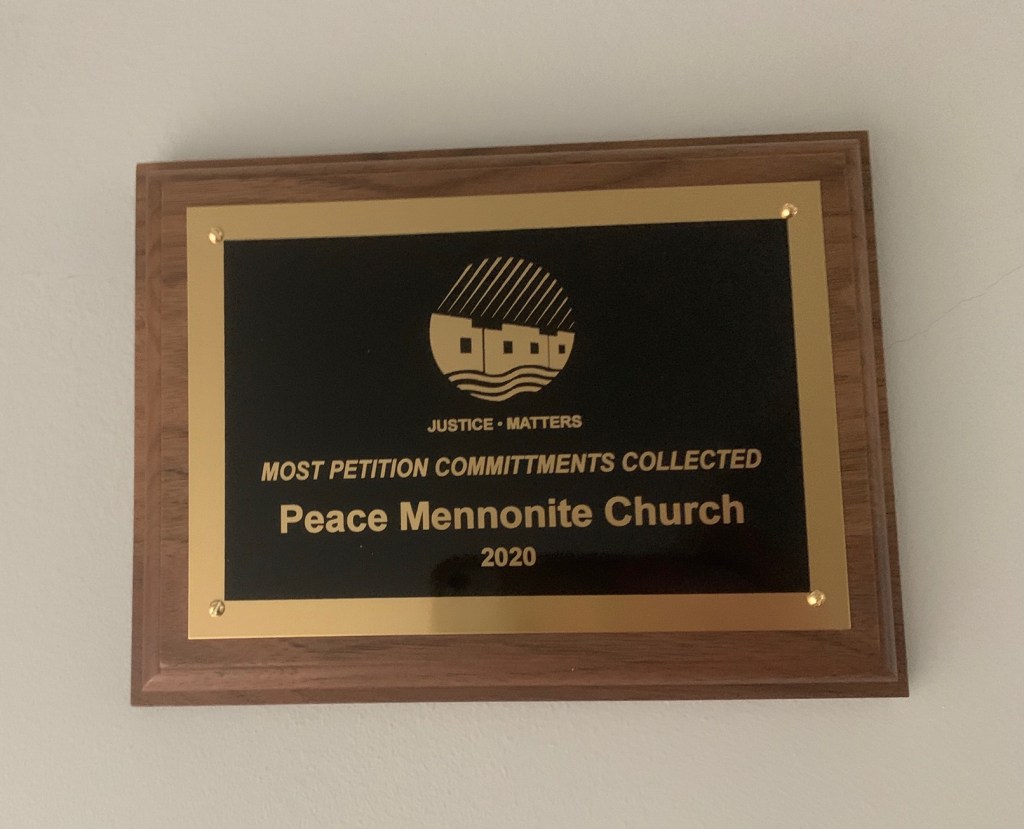 JUSTICE • MATTERS
MOST PETITION COMMITTMENTS COLLECTED
Peace Mennonite Church
2020